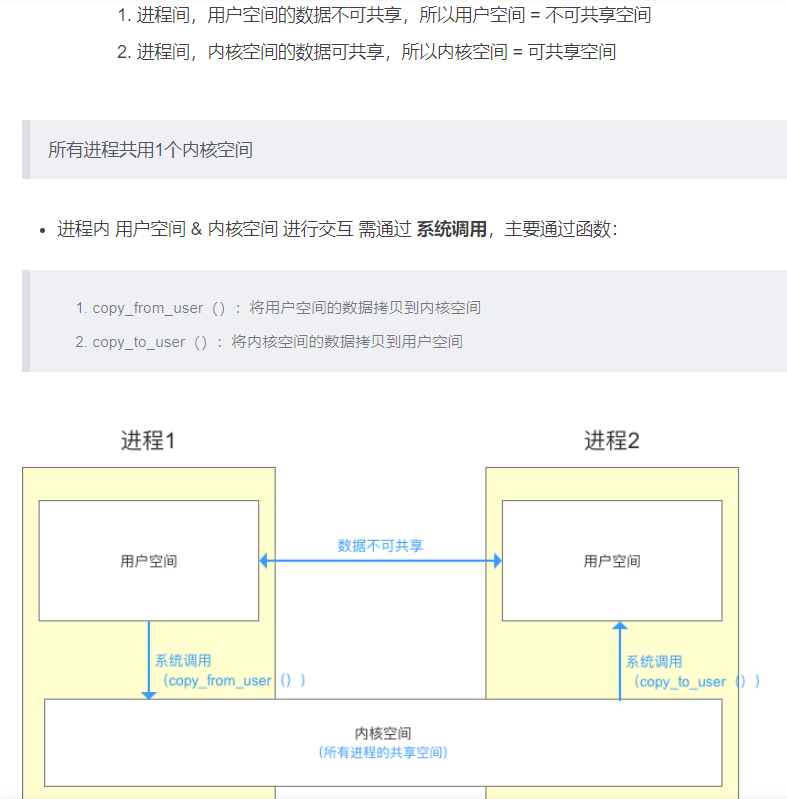 1. 进程间，用户空间的数据不可共享，所以用户空间 = 不可共享空间
2. 进程间，内核空间的数据可共享，所以内核空间 = 可共享空间
所有进程共用1个内核空间
• 进程内 用户空间 & 内核空间 进行交互 需通过 系统调用，主要通过函数：
1. copy_from_user（）：将用户空间的数据拷贝到内核空间
2. copy_to_user（）：将内核空间的数据拷贝到用户空间
进程1
进程2
用户空间
数据不可共享
用户空间
系统调用
（copy_from_user（））
系统调用
（copy_to_user（））
内核空间
（所有进程的共享空间）